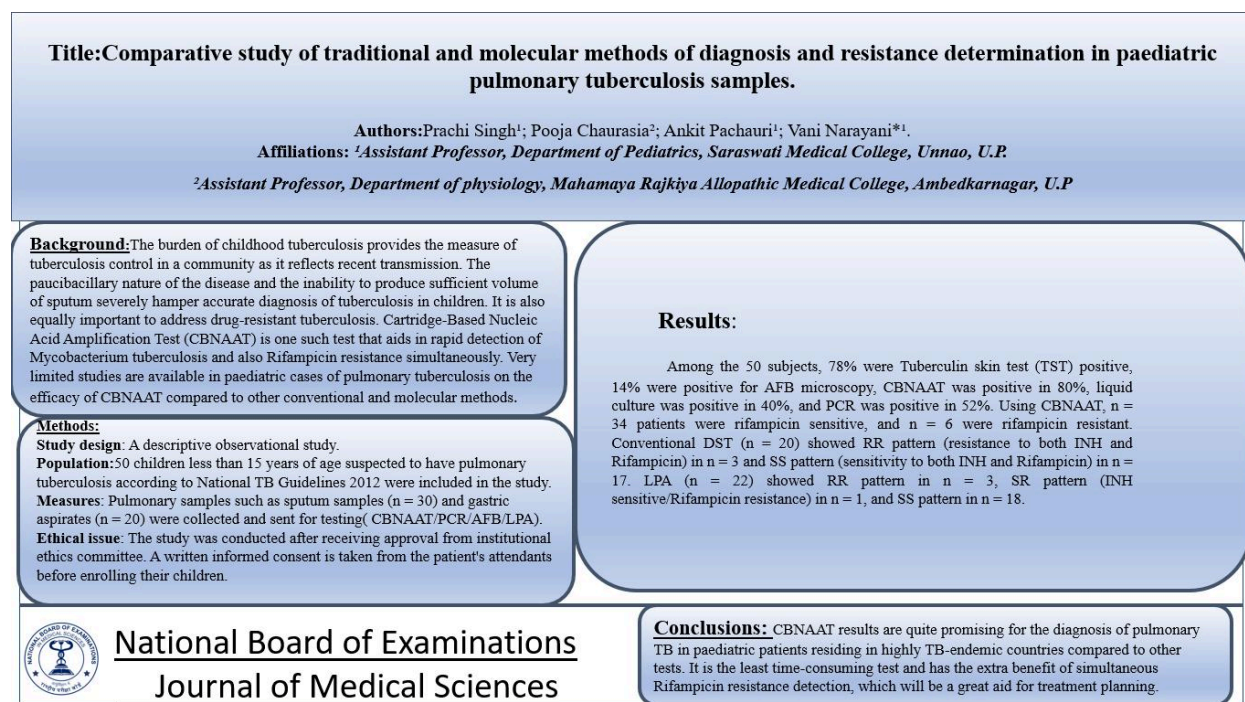 Title:Comparative study of traditional and molecular methods of diagnosis and resistance determination in paediatric
pulmonary tuberculosis samples.
Authors:Prachi Singh¹; Pooja Chaurasia²; Ankit Pachauri¹; Vani Narayani*¹.
Affiliations: ¹Assistant Professor, Department of Pediatrics, Saraswati Medical College, Unnao, U.P.
²Assistant Professor, Department of physiology, Mahamaya Rajkiya Allopathic Medical College, Ambedkarnagar, U.P
Background:The burden of childhood tuberculosis provides the measure of
tuberculosis control in a community as it reflects recent transmission. The
paucibacillary nature of the disease and the inability to produce sufficient volume
of sputum severely hamper accurate diagnosis of tuberculosis in children. It is also
equally important to address drug-resistant tuberculosis. Cartridge-Based Nucleic
Acid Amplification Test (CBNAAT) is one such test that aids in rapid detection of
Mycobacterium tuberculosis and also Rifampicin resistance simultaneously. Very
limited studies are available in paediatric cases of pulmonary tuberculosis on the
efficacy of CBNAAT compared to other conventional and molecular methods.
Methods:
Study design: A descriptive observational study.
Population:50 children less than 15 years of age suspected to have pulmonary
tuberculosis according to National TB Guidelines 2012 were included in the study.
Measures: Pulmonary samples such as sputum samples (n = 30) and gastric
aspirates (n = 20) were collected and sent for testing( CBNAAT/PCR/AFB/LPA).
Ethical issue: The study was conducted after receiving approval from institutional
ethics committee. A written informed consent is taken from the patient's attendants
before enrolling their children.
Results:
Among the 50 subjects, 78% were Tuberculin skin test (TST) positive,
14% were positive for AFB microscopy, CBNAAT was positive in 80%, liquid
culture was positive in 40%, and PCR was positive in 52%. Using CBNAAT, n =
34 patients were rifampicin sensitive, and n = 6 were rifampicin resistant.
Conventional DST (n = 20) showed RR pattern (resistance to both INH and
Rifampicin) in n = 3 and SS pattern (sensitivity to both INH and Rifampicin) in n =
17. LPA (n = 22) showed RR pattern in n = 3, SR pattern (INH
sensitive/Rifampicin resistance) in n = 1, and SS pattern in n = 18.
National Board of Examinations
Journal of Medical Sciences
Conclusions: CBNAAT results are quite promising for the diagnosis of pulmonary
TB in paediatric patients residing in highly TB-endemic countries compared to other
tests. It is the least time-consuming test and has the extra benefit of simultaneous
Rifampicin resistance detection, which will be a great aid for treatment planning.